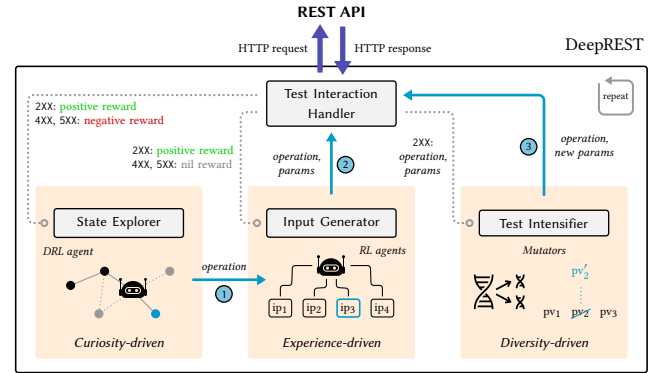 REST API
HTTP request
HTTP response
DeepREST
Test Interaction
Handler
repeat
2XX: positive reward
4XX, 5XX: negative reward
2XX: positive reward
4XX, 5XX: nil reward
operation,
params
2
2XX:
operation,
params
3
operation,
new params
State Explorer
DRL agent
Curiosity-driven
operation
1
Input Generator
RL agents
ip1 ip2 ip3 ip4
Experience-driven
Test Intensifier
Mutators
pv′2
pv1 pv2 pv3
Diversity-driven